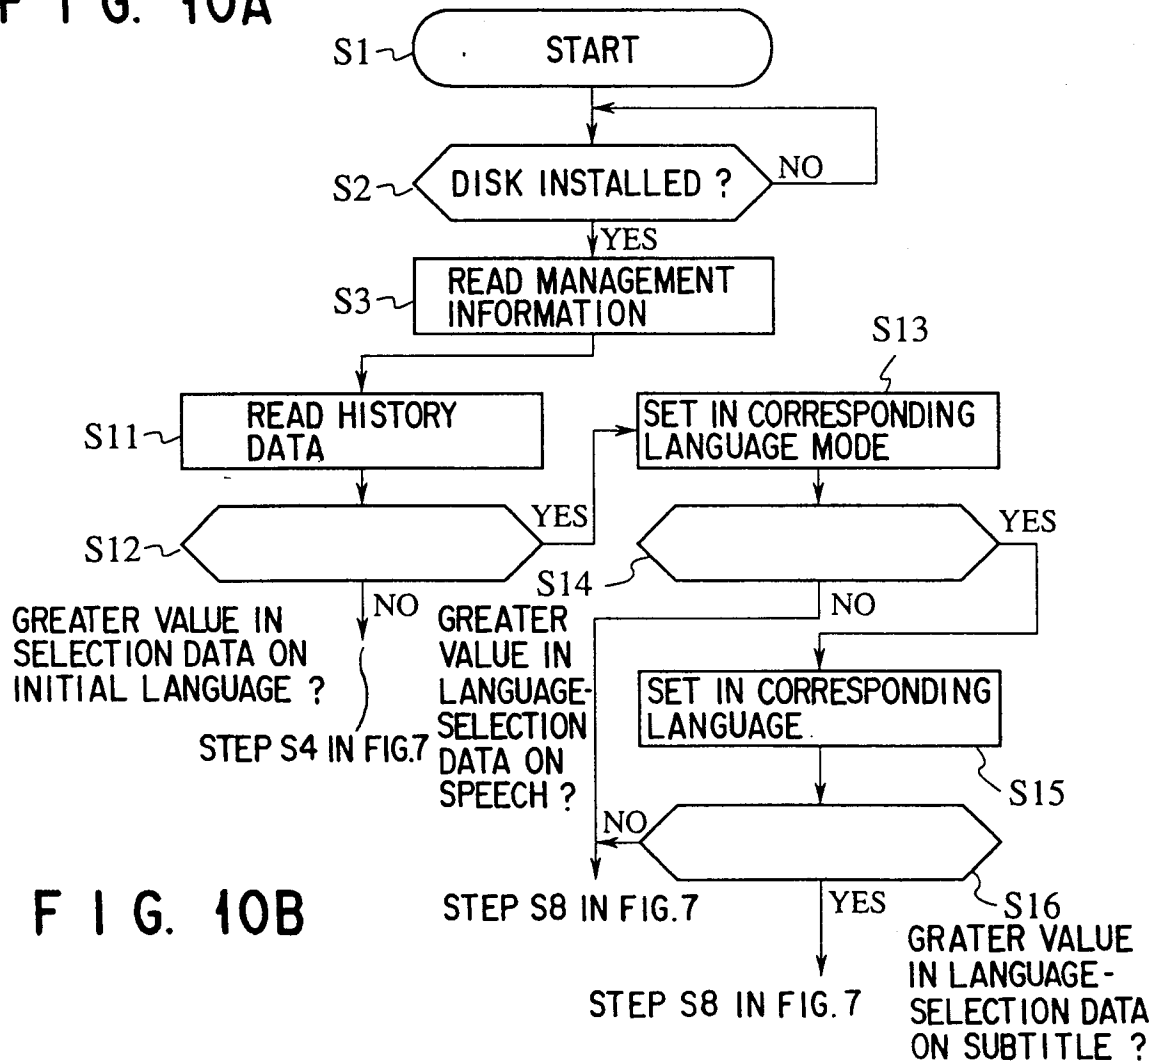 F I G. 10A
S1
START
S2
DISK INSTALLED ?
NO
YES
S3
READ MANAGEMENT
INFORMATION
S13
S11
READ HISTORY
DATA
SET IN CORRESPONDING
LANGUAGE MODE
S12
YES
S14
YES
NO
NO
GREATER VALUE IN
SELECTION DATA ON
INITIAL LANGUAGE ?
STEP S4 IN FIG.7
GREATER
VALUE IN
LANGUAGE-
SELECTION
DATA ON
SPEECH ?
SET IN CORRESPONDING
LANGUAGE
S15
NO
YES
S16
STEP S8 IN FIG.7
F I G. 10B
STEP S8 IN FIG.7
GRATER VALUE
IN LANGUAGE-
SELECTION DATA
ON SUBTITLE ?